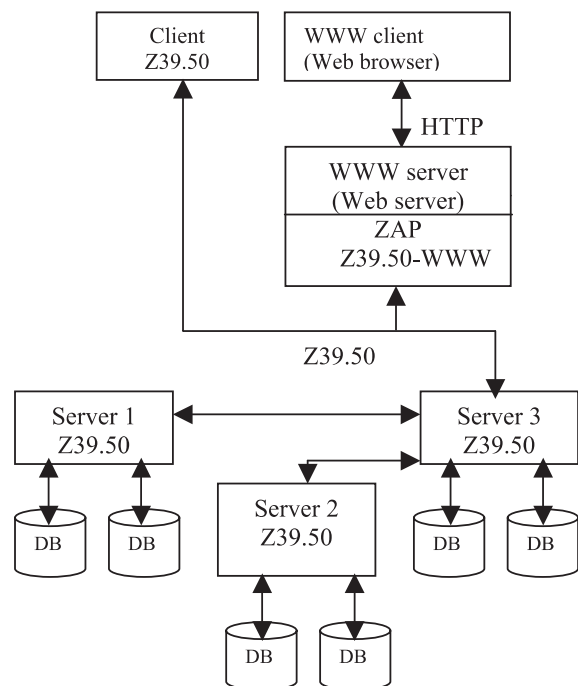 Client
Z39.50
WWW client
(Web browser)
HTTP
WWW server
(Web server)
ZAP
Z39.50-WWW
Z39.50
Server 1
Z39.50
Server 3
Z39.50
Server 2
Z39.50
DB
DB
DB
DB
DB
DB